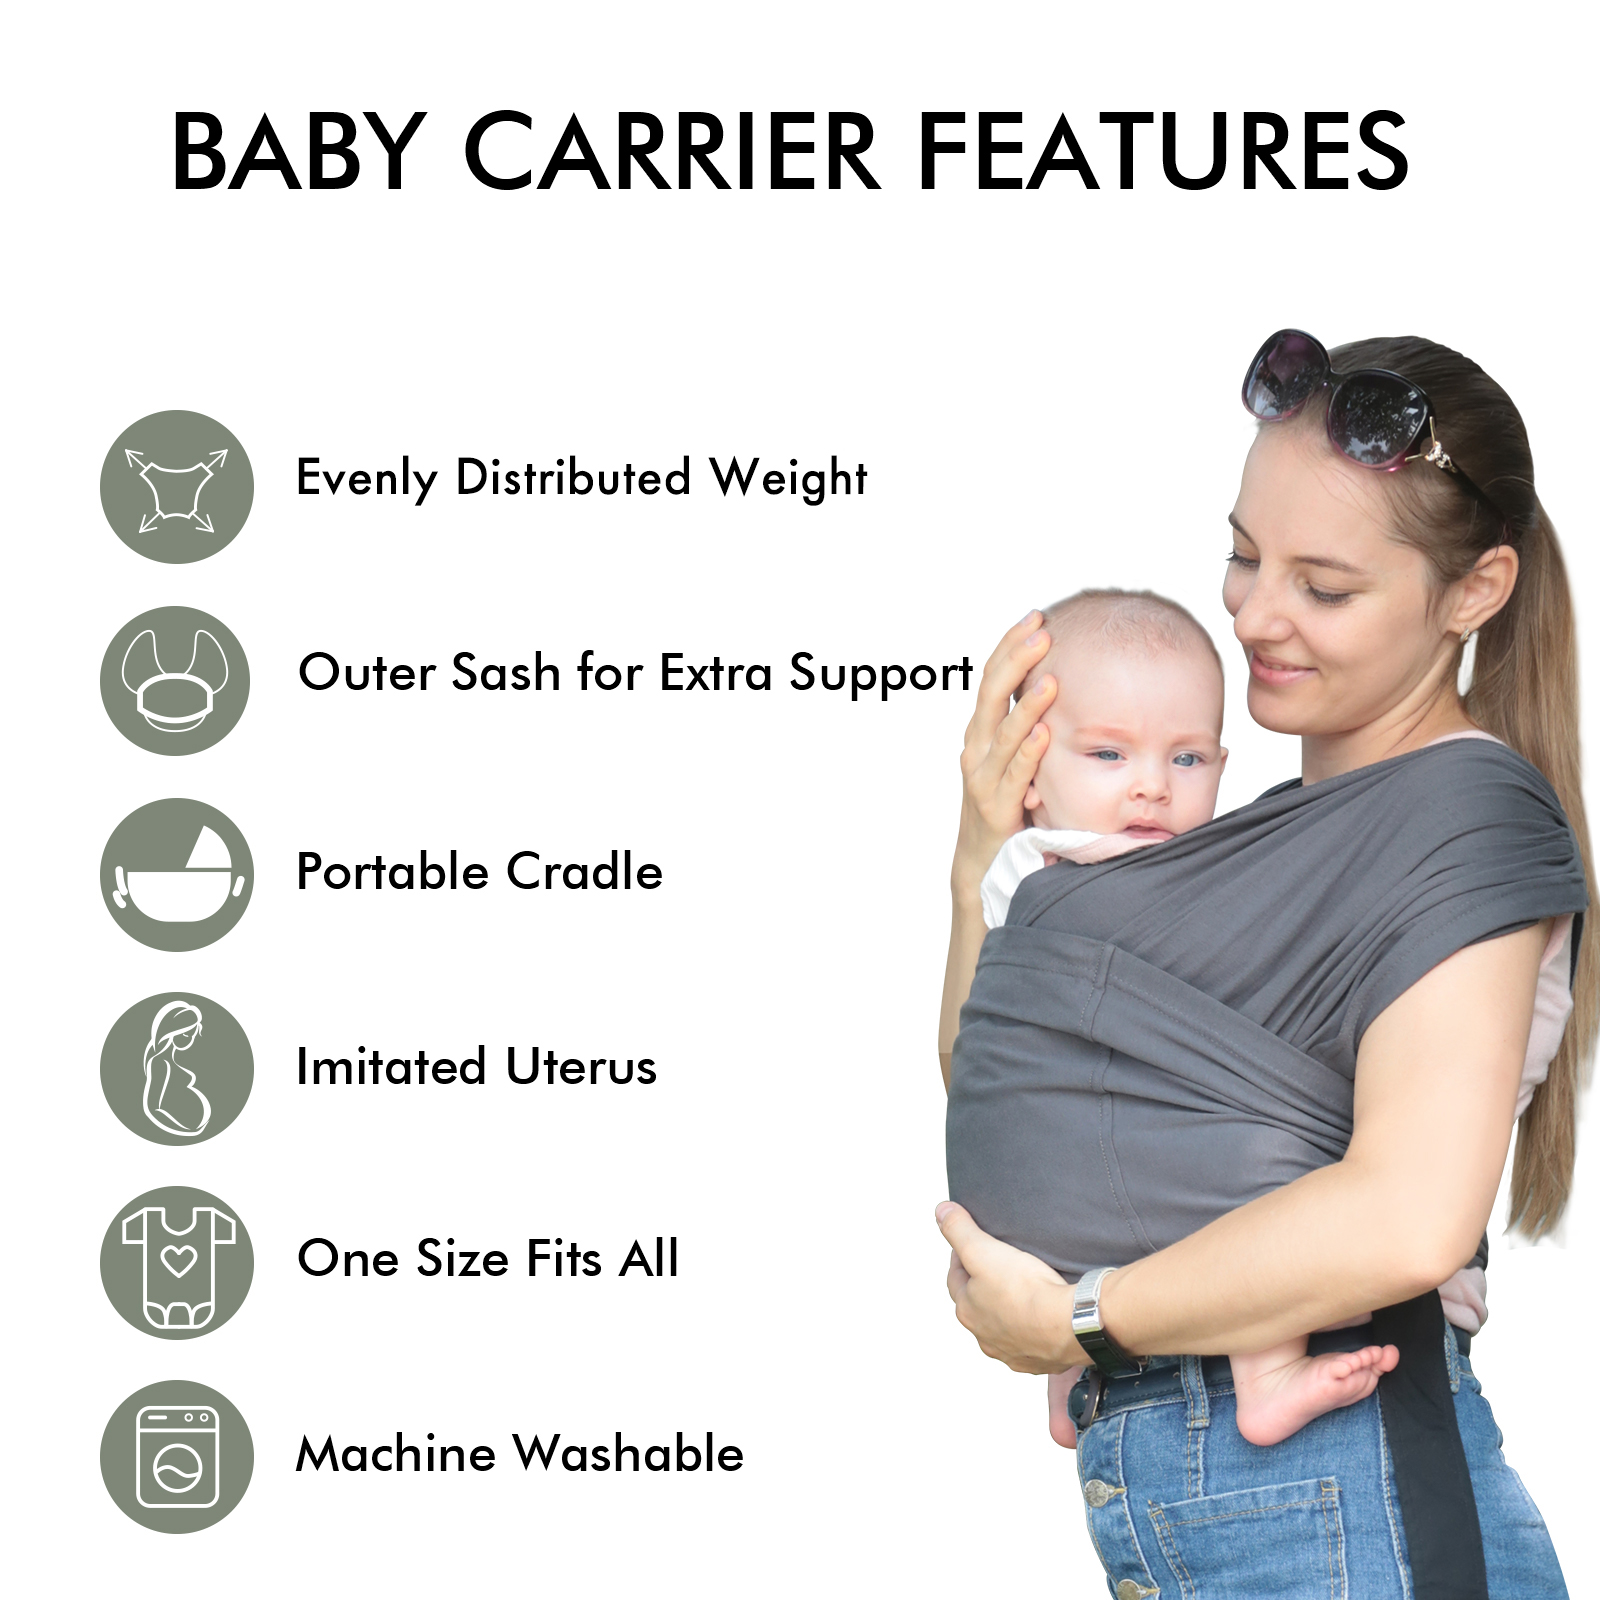 BABY CARRIER FEATURES
Evenly Distributed Weight
Outer Sash for Extra Support
Portable Cradle
Imitated Uterus
One Size Fits All
Machine Washable